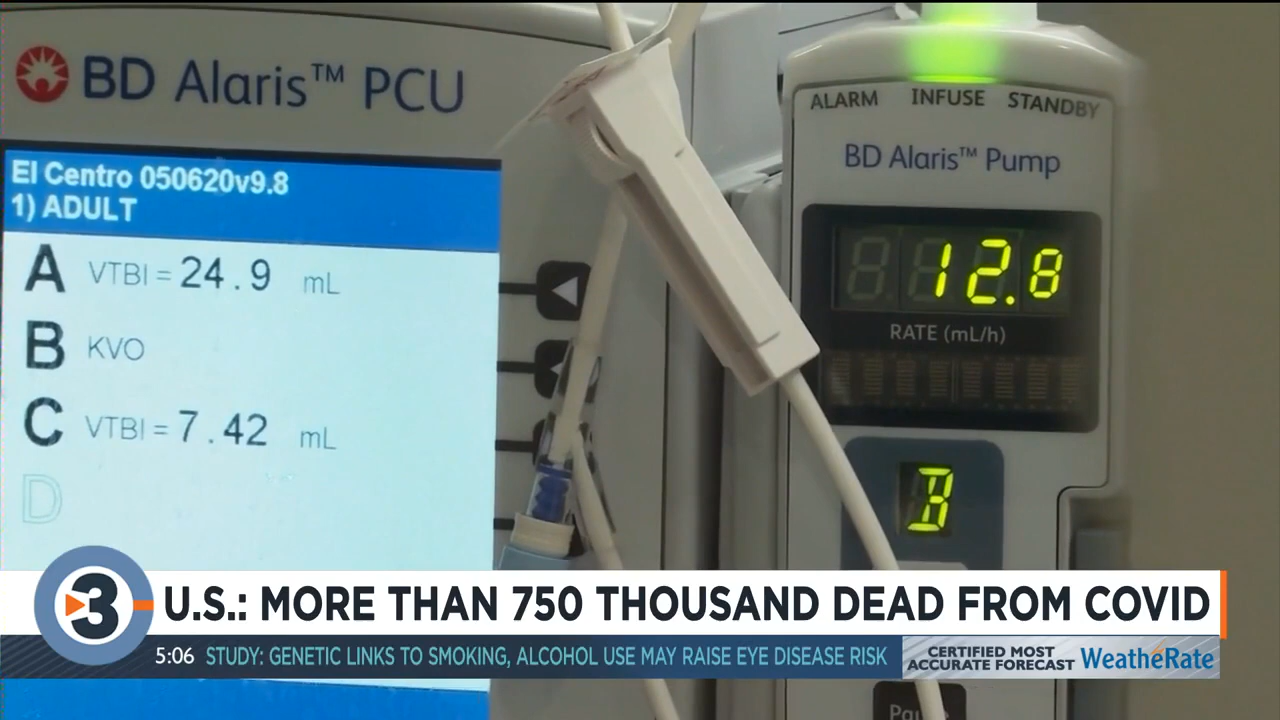 BD Alaris™ PCU
El Centro 050620v9.8
1) ADULT
A VTBI = 24.9 mL
B KVO
C VTBI = 7.42 mL
D
ALARM INFUSE STANDBY
BD Alaris™ Pump
12.8
RATE (mL/h)
B
3 U.S.: MORE THAN 750 THOUSAND DEAD FROM COVID
5:06 STUDY: GENETIC LINKS TO SMOKING, ALCOHOL USE MAY RAISE EYE DISEASE RISK
CERTIFIED MOST
ACCURATE FORECAST WeatheRate